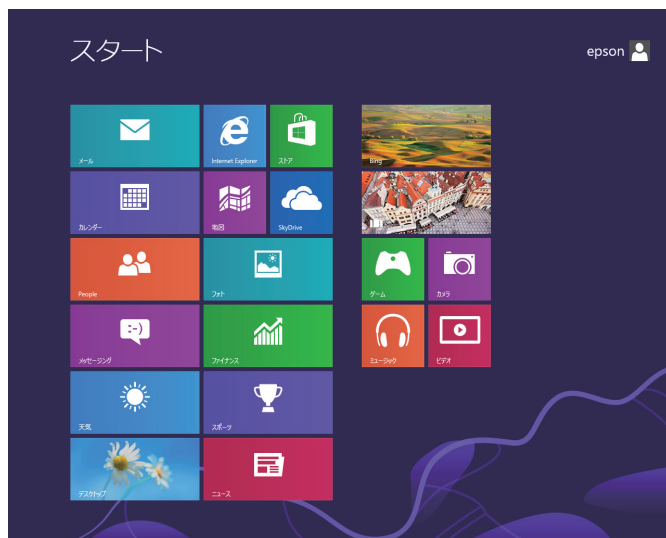 スタート
epson
メール
Internet Explorer
ストア
Bing
カレンダー
地図
SkyDrive
People
フォト
ゲーム
カメラ
メッセージング
ファイナンス
ミュージック
ビデオ
天気
スポーツ
デスクトップ
ニュース